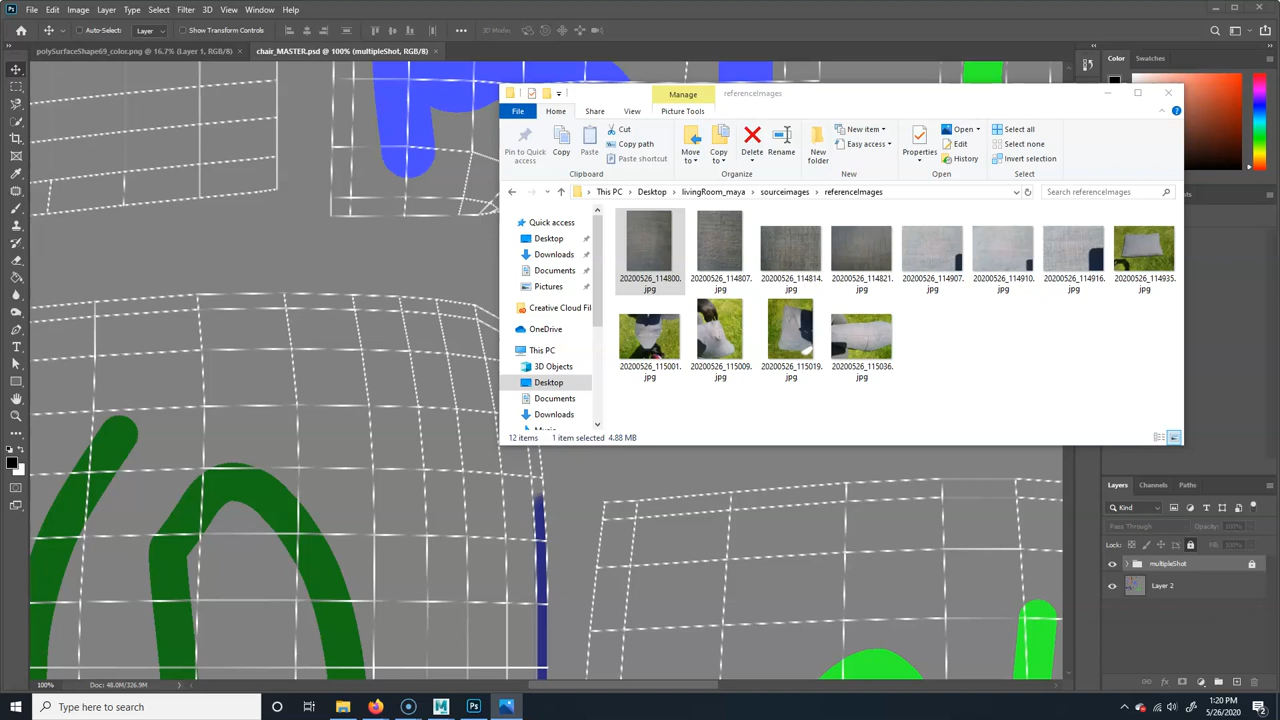 File Edit Image Layer Type Select Filter 3D View Window Help
Auto-Select: Layer Show Transform Controls 3D Mode:
polySurfaceShape69_color.png @ 16.7% (Layer 1, RGB/8) × chair_MASTER.psd @ 100% (multipleShot, RGB/8) ×
Color Swatches
Manage referenceImages
File Home Share View Picture Tools
Pin to Quick access
Copy
Paste
Cut
Copy path
Paste shortcut
Move to
Copy to
Delete
Rename
New folder
New item
Easy access
Properties
Open
Edit
History
Select all
Select none
Invert selection
Clipboard Organize New Open Select
This PC > Desktop > livingRoom_maya > sourceimages > referenceImages
Search referenceImages
Quick access
Desktop
Downloads
Documents
Pictures
Creative Cloud Fil
OneDrive
This PC
3D Objects
Desktop
Documents
Downloads
20200526_114800.jpg
20200526_114807.jpg
20200526_114814.jpg
20200526_114821.jpg
20200526_114907.jpg
20200526_114910.jpg
20200526_114916.jpg
20200526_114935.jpg
20200526_115001.jpg
20200526_115009.jpg
20200526_115019.jpg
20200526_115036.jpg
12 items 1 item selected 4.88 MB
Layers Channels Paths
Kind
Pass Through Opacity: 100%
Lock: Fill: 100%
multipleShot
Layer 2
100% Doc: 48.0M/326.9M
Type here to search
1:20 PM
5/26/2020